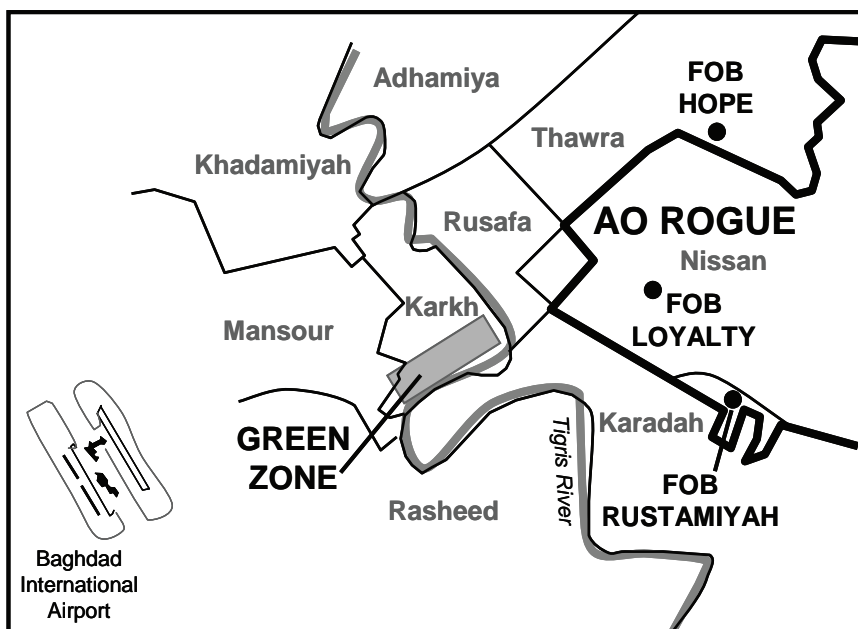 Adhamiya
FOB
HOPE
Thawra
Khadamiyah
Rusafa
AO ROGUE
Nissan
Karkh
FOB
LOYALTY
Mansour
GREEN
ZONE
Karadah
Tigris River
Rasheed
FOB
RUSTAMIYAH
Baghdad
International
Airport